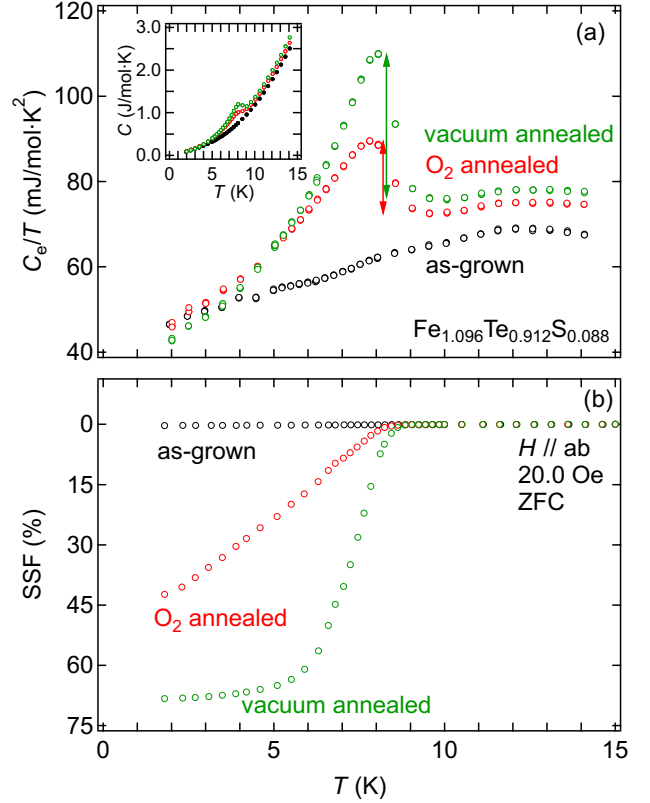 (a)
120
100
80
60
40
Cₑ/T (mJ/mol·K²)
3.0
2.0
1.0
0.0
C (J/mol·K)
0
5
10
15
T (K)
vacuum annealed
O₂ annealed
as-grown
Fe₁.₀₉₆Te₀.₉₁₂S₀.₀₈₈
(b)
0
15
30
45
60
75
SSF (%)
as-grown
H // ab
20.0 Oe
ZFC
O₂ annealed
vacuum annealed
0
5
10
15
T (K)